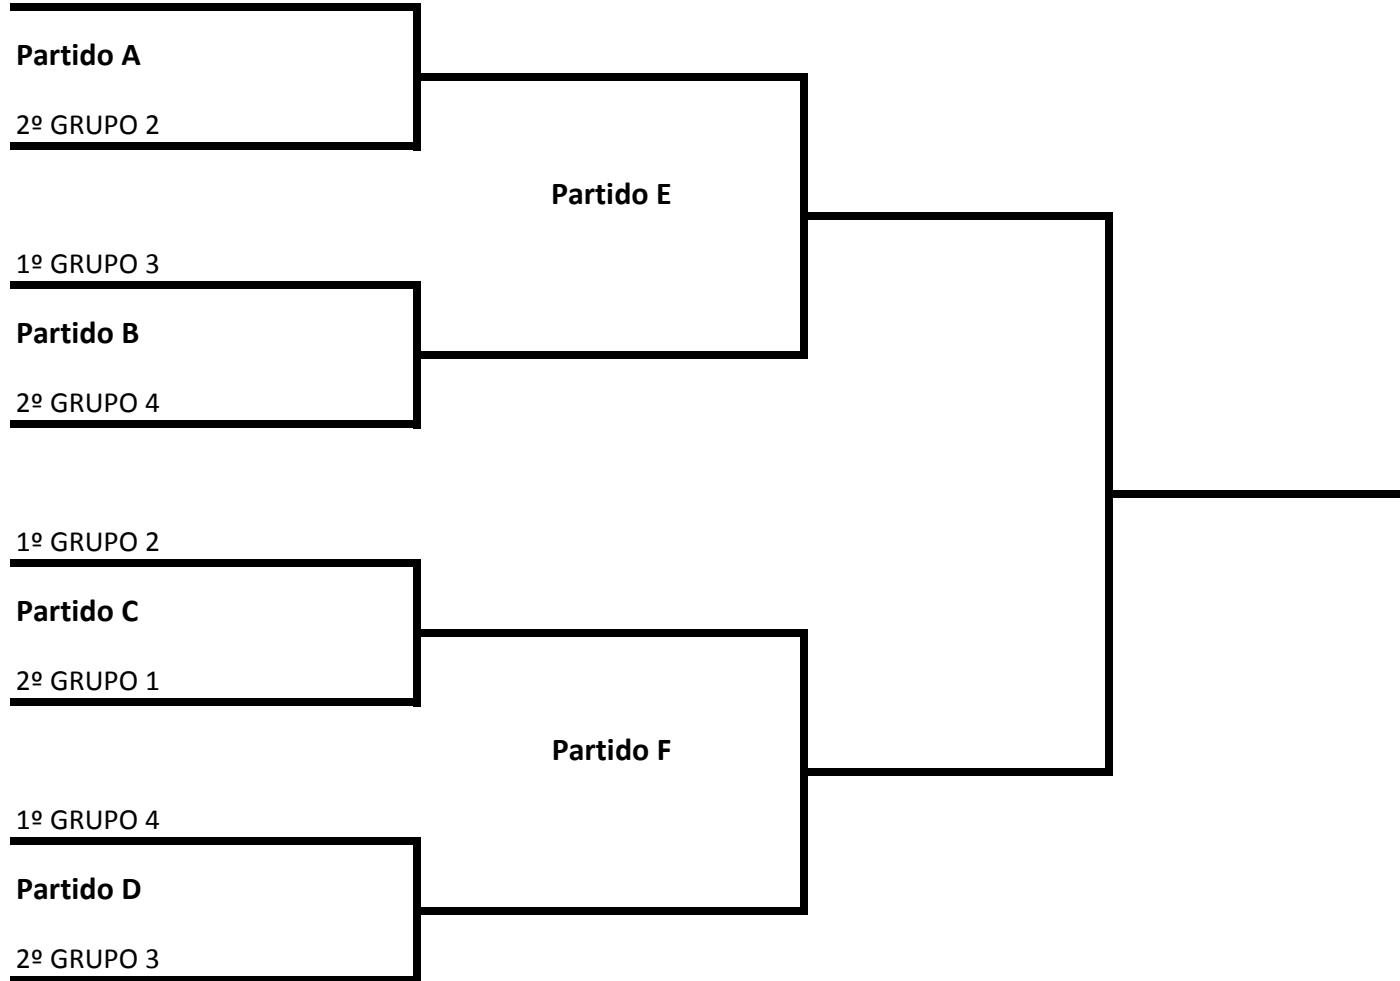 Partido A
2º GRUPO 2
Partido E
1º GRUPO 3
Partido B
2º GRUPO 4
1º GRUPO 2
Partido C
2º GRUPO 1
Partido F
1º GRUPO 4
Partido D
2º GRUPO 3